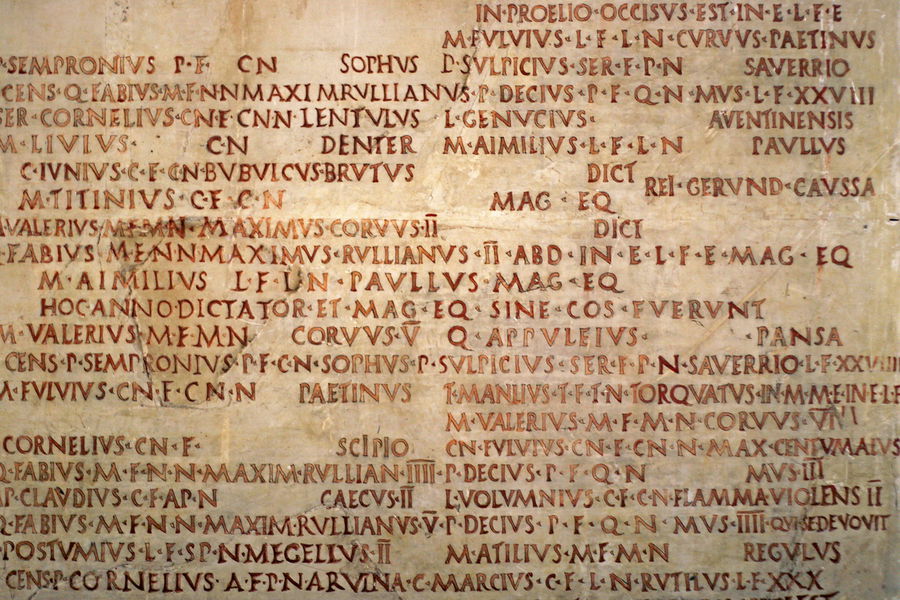 IN·PROELIO·OCCISVS·EST·IN·E·L·F·E
M·FVLVIVS·L·F·L·N·CVRVVS·PAETINVS
P·SEMPRONIVS P·F· CN SOPHVS P·SVLPICIVS·SER·F·P·N SAVERRIO
CENS·Q·FABIVS·M·F·N·N·MAXIM·RVLLIANVS·P·DECIVS·P·F·Q·N·MVS·L·F·XXVIIII
SER·CORNELIVS·CN·F·CN·N·LENTVLVS L·GENVCIVS· AVENTINENSIS
M·LIVIVS· CN DENTER M·AIMILIVS·L·F·L·N PAVLLVS
C·IVNIVS·C·F·CN·BVBVLCVS·BRVTVS DICT
M·TITINIVS·C·F·C·N MAG·EQ REI·GERVND·CAVSSA
M·VALERIVS·M·F·M·N·MAXIMVS·CORVVS·II DICT
Q·FABIVS M·F·N·N·MAXIMVS·RVLLIANVS·II·ABD·IN·E·L·F·E·MAG·EQ
M·AIMILIVS L·F·L·N·PAVLLVS·MAG·EQ
HOC·ANNO·DICTATOR·ET·MAG·EQ·SINE·COS·FVERVNT
M·VALERIVS·M·F·M·N CORVVS·V Q·APPVLEIVS· ·PANSA
CENS·P·SEMPRONIVS·P·F·C·N·SOPHVS·P·SVLPICIVS·SER·F·P·N·SAVERRIO·L·F·XXVIIII
M·FVLVIVS·CN·F·CN·N PAETINVS T·MANLIVS·T·F·T·N·TORQVATVS·IN·M·M·E·IN·E·L·F
M·VALERIVS·M·F·M·N·CORVVS·VI
CORNELIVS·CN·F· SCIPIO CN·FVLVIVS·CN·F·CN·N·MAX·CENTVMALVS
Q·FABIVS·M·F·N·N·MAXIM·RVLLIAN·IIII·P·DECIVS·P·F·Q·N MVS·III
AP·CLAVDIVS·C·F·AP·N CAECVS·II L·VOLVMNIVS·C·F·C·N·FLAMMA·VIOLENS II
Q·FABIVS·M·F·N·N·MAXIM·RVLLIANVS·V·P·DECIVS·P·F·Q·N·MVS·IIII·QVI·SE·DEVOVIT
POSTVMIVS·L·F·SP·N·MEGELLVS·II M·ATILIVS·M·F·M·N REGVLVS
CENS·P·CORNELIVS·A·F·P·N·ARVINA·C·MARCIVS·C·F·L·N·RVTILVS·L·F·XXX